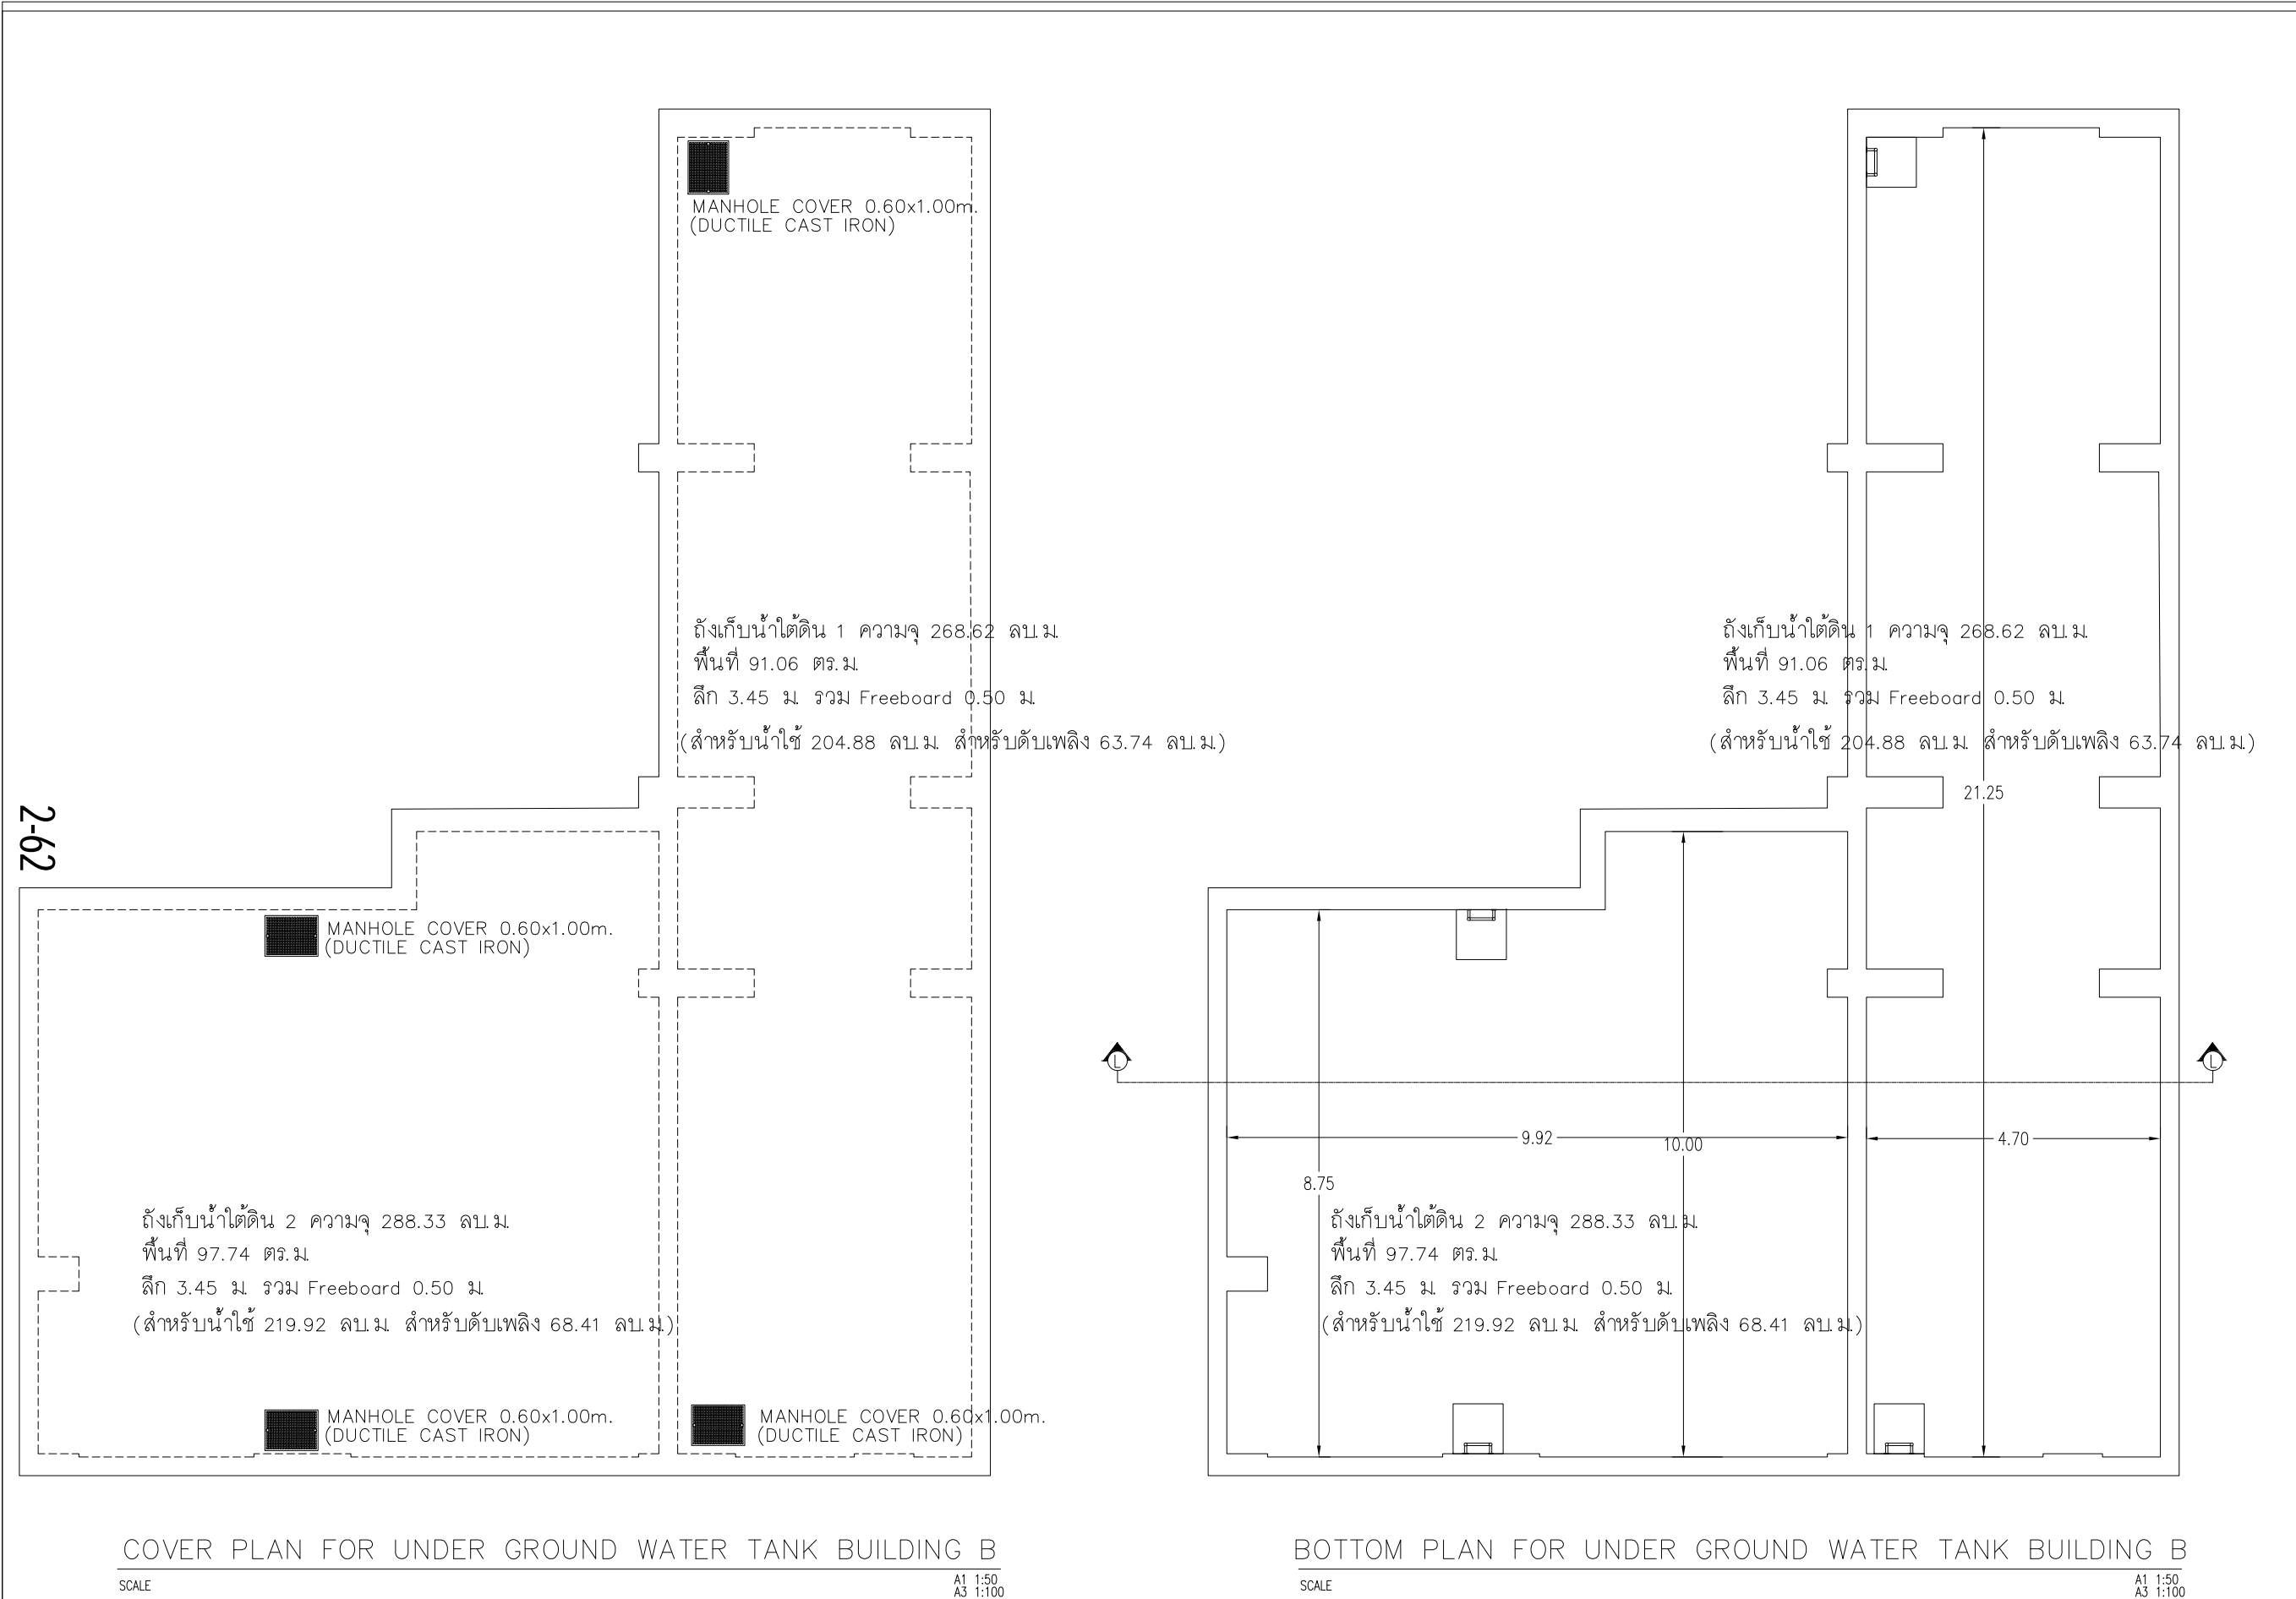 MANHOLE COVER 0.60x1.00m.
(DUCTILE CAST IRON)
ถังเก็บน้ำใต้ดิน 1 ความจุ 268.62 ลบ.ม.
พื้นที่ 91.06 ตร.ม.
ลึก 3.45 ม. รวม Freeboard 0.50 ม.
(สำหรับน้ำใช้ 204.88 ลบ.ม. สำหรับดับเพลิง 63.74 ลบ.ม.)
2-62
MANHOLE COVER 0.60x1.00m.
(DUCTILE CAST IRON)
ถังเก็บน้ำใต้ดิน 2 ความจุ 288.33 ลบ.ม.
พื้นที่ 97.74 ตร.ม.
ลึก 3.45 ม. รวม Freeboard 0.50 ม.
(สำหรับน้ำใช้ 219.92 ลบ.ม. สำหรับดับเพลิง 68.41 ลบ.ม.)
MANHOLE COVER 0.60x1.00m.
(DUCTILE CAST IRON)
MANHOLE COVER 0.60x1.00m.
(DUCTILE CAST IRON)
COVER PLAN FOR UNDER GROUND WATER TANK BUILDING B
SCALE
A1 1:50
A3 1:100
ถังเก็บน้ำใต้ดิน 1 ความจุ 268.62 ลบ.ม.
พื้นที่ 91.06 ตร.ม.
ลึก 3.45 ม. รวม Freeboard 0.50 ม.
(สำหรับน้ำใช้ 204.88 ลบ.ม. สำหรับดับเพลิง 63.74 ลบ.ม.)
21.25
L
L
9.92
10.00
4.70
8.75
ถังเก็บน้ำใต้ดิน 2 ความจุ 288.33 ลบ.ม.
พื้นที่ 97.74 ตร.ม.
ลึก 3.45 ม. รวม Freeboard 0.50 ม.
(สำหรับน้ำใช้ 219.92 ลบ.ม. สำหรับดับเพลิง 68.41 ลบ.ม.)
BOTTOM PLAN FOR UNDER GROUND WATER TANK BUILDING B
SCALE
A1 1:50
A3 1:100